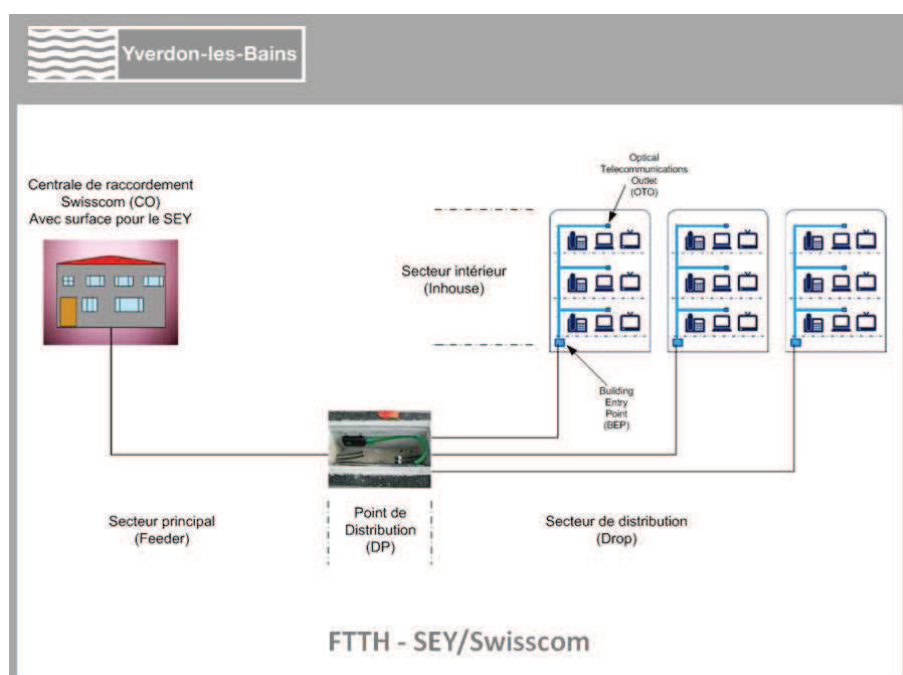 Yverdon-les-Bains
Optical
Telecommunications
Outlet
(OTO)
Centrale de raccordement
Swisscom (CO)
Avec surface pour le SEY
Secteur intérieur
(Inhouse)
Building
Entry
Point
(BEP)
Secteur principal
(Feeder)
Point de
Distribution
(DP)
Secteur de distribution
(Drop)
FTTH - SEY/Swisscom